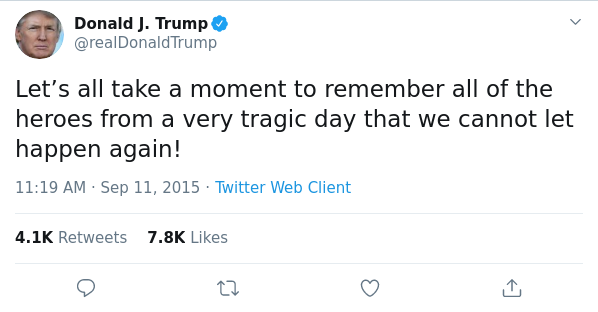 Donald J. Trump
@realDonaldTrump
Let’s all take a moment to remember all of the
heroes from a very tragic day that we cannot let
happen again!
11:19 AM · Sep 11, 2015 · Twitter Web Client
4.1K Retweets 7.8K Likes